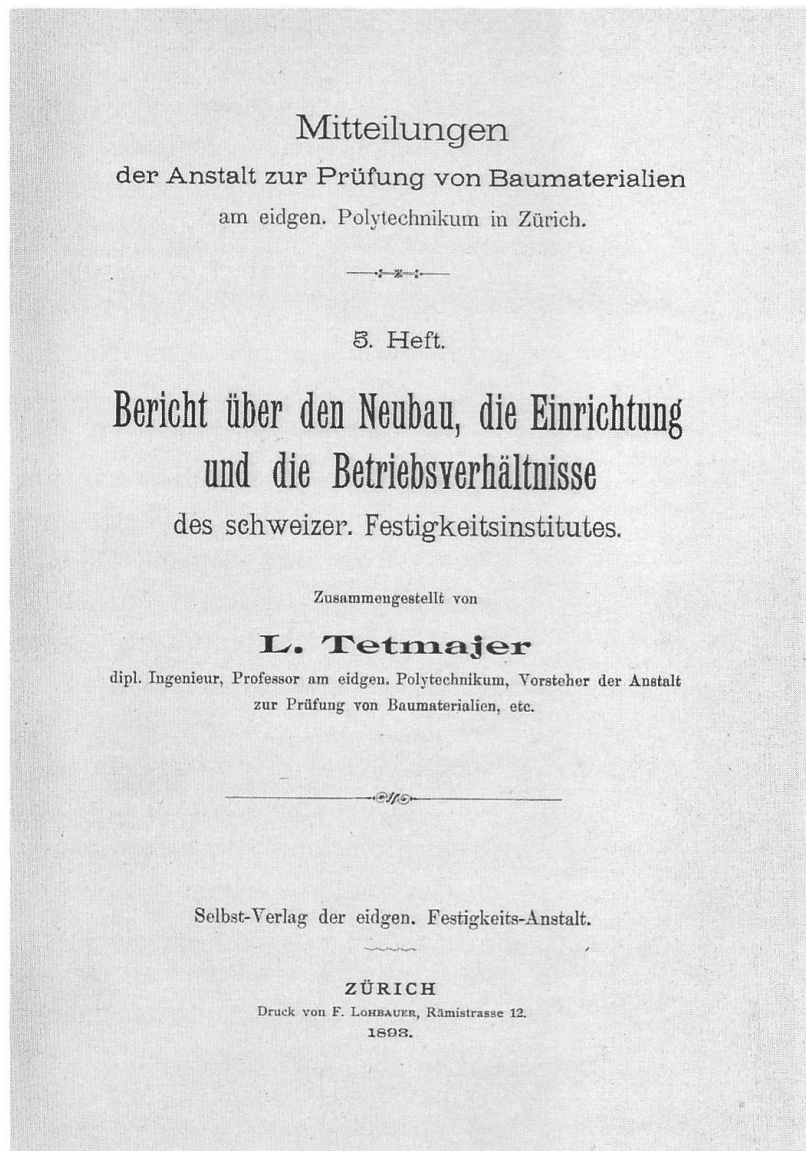 Mitteilungen
der Anstalt zur Prüfung von Baumaterialien
am eidgen. Polytechnikum in Zürich.
5. Heft.
Bericht über den Neubau, die Einrichtung
und die Betriebsverhältnisse
des schweizer. Festigkeitsinstitutes.
Zusammengestellt von
L. Tetmajer
dipl. Ingenieur, Professor am eidgen. Polytechnikum, Vorsteher der Anstalt
zur Prüfung von Baumaterialien, etc.
Selbst-Verlag der eidgen. Festigkeits-Anstalt.
ZÜRICH
Druck von F. LOHBAUER, Rämistrasse 12.
1893.